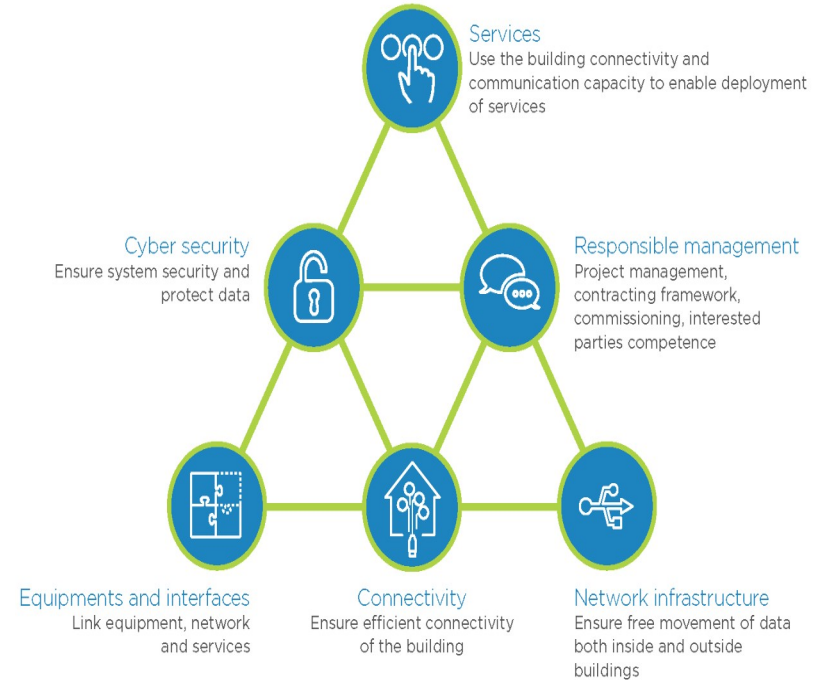 Services
Use the building connectivity and
communication capacity to enable deployment
of services
Cyber security
Ensure system security and
protect data
Responsible management
Project management,
contracting framework,
commissioning, interested
parties competence
Equipments and interfaces
Link equipment, network
and services
Connectivity
Ensure efficient connectivity
of the building
Network infrastructure
Ensure free movement of data
both inside and outside
buildings